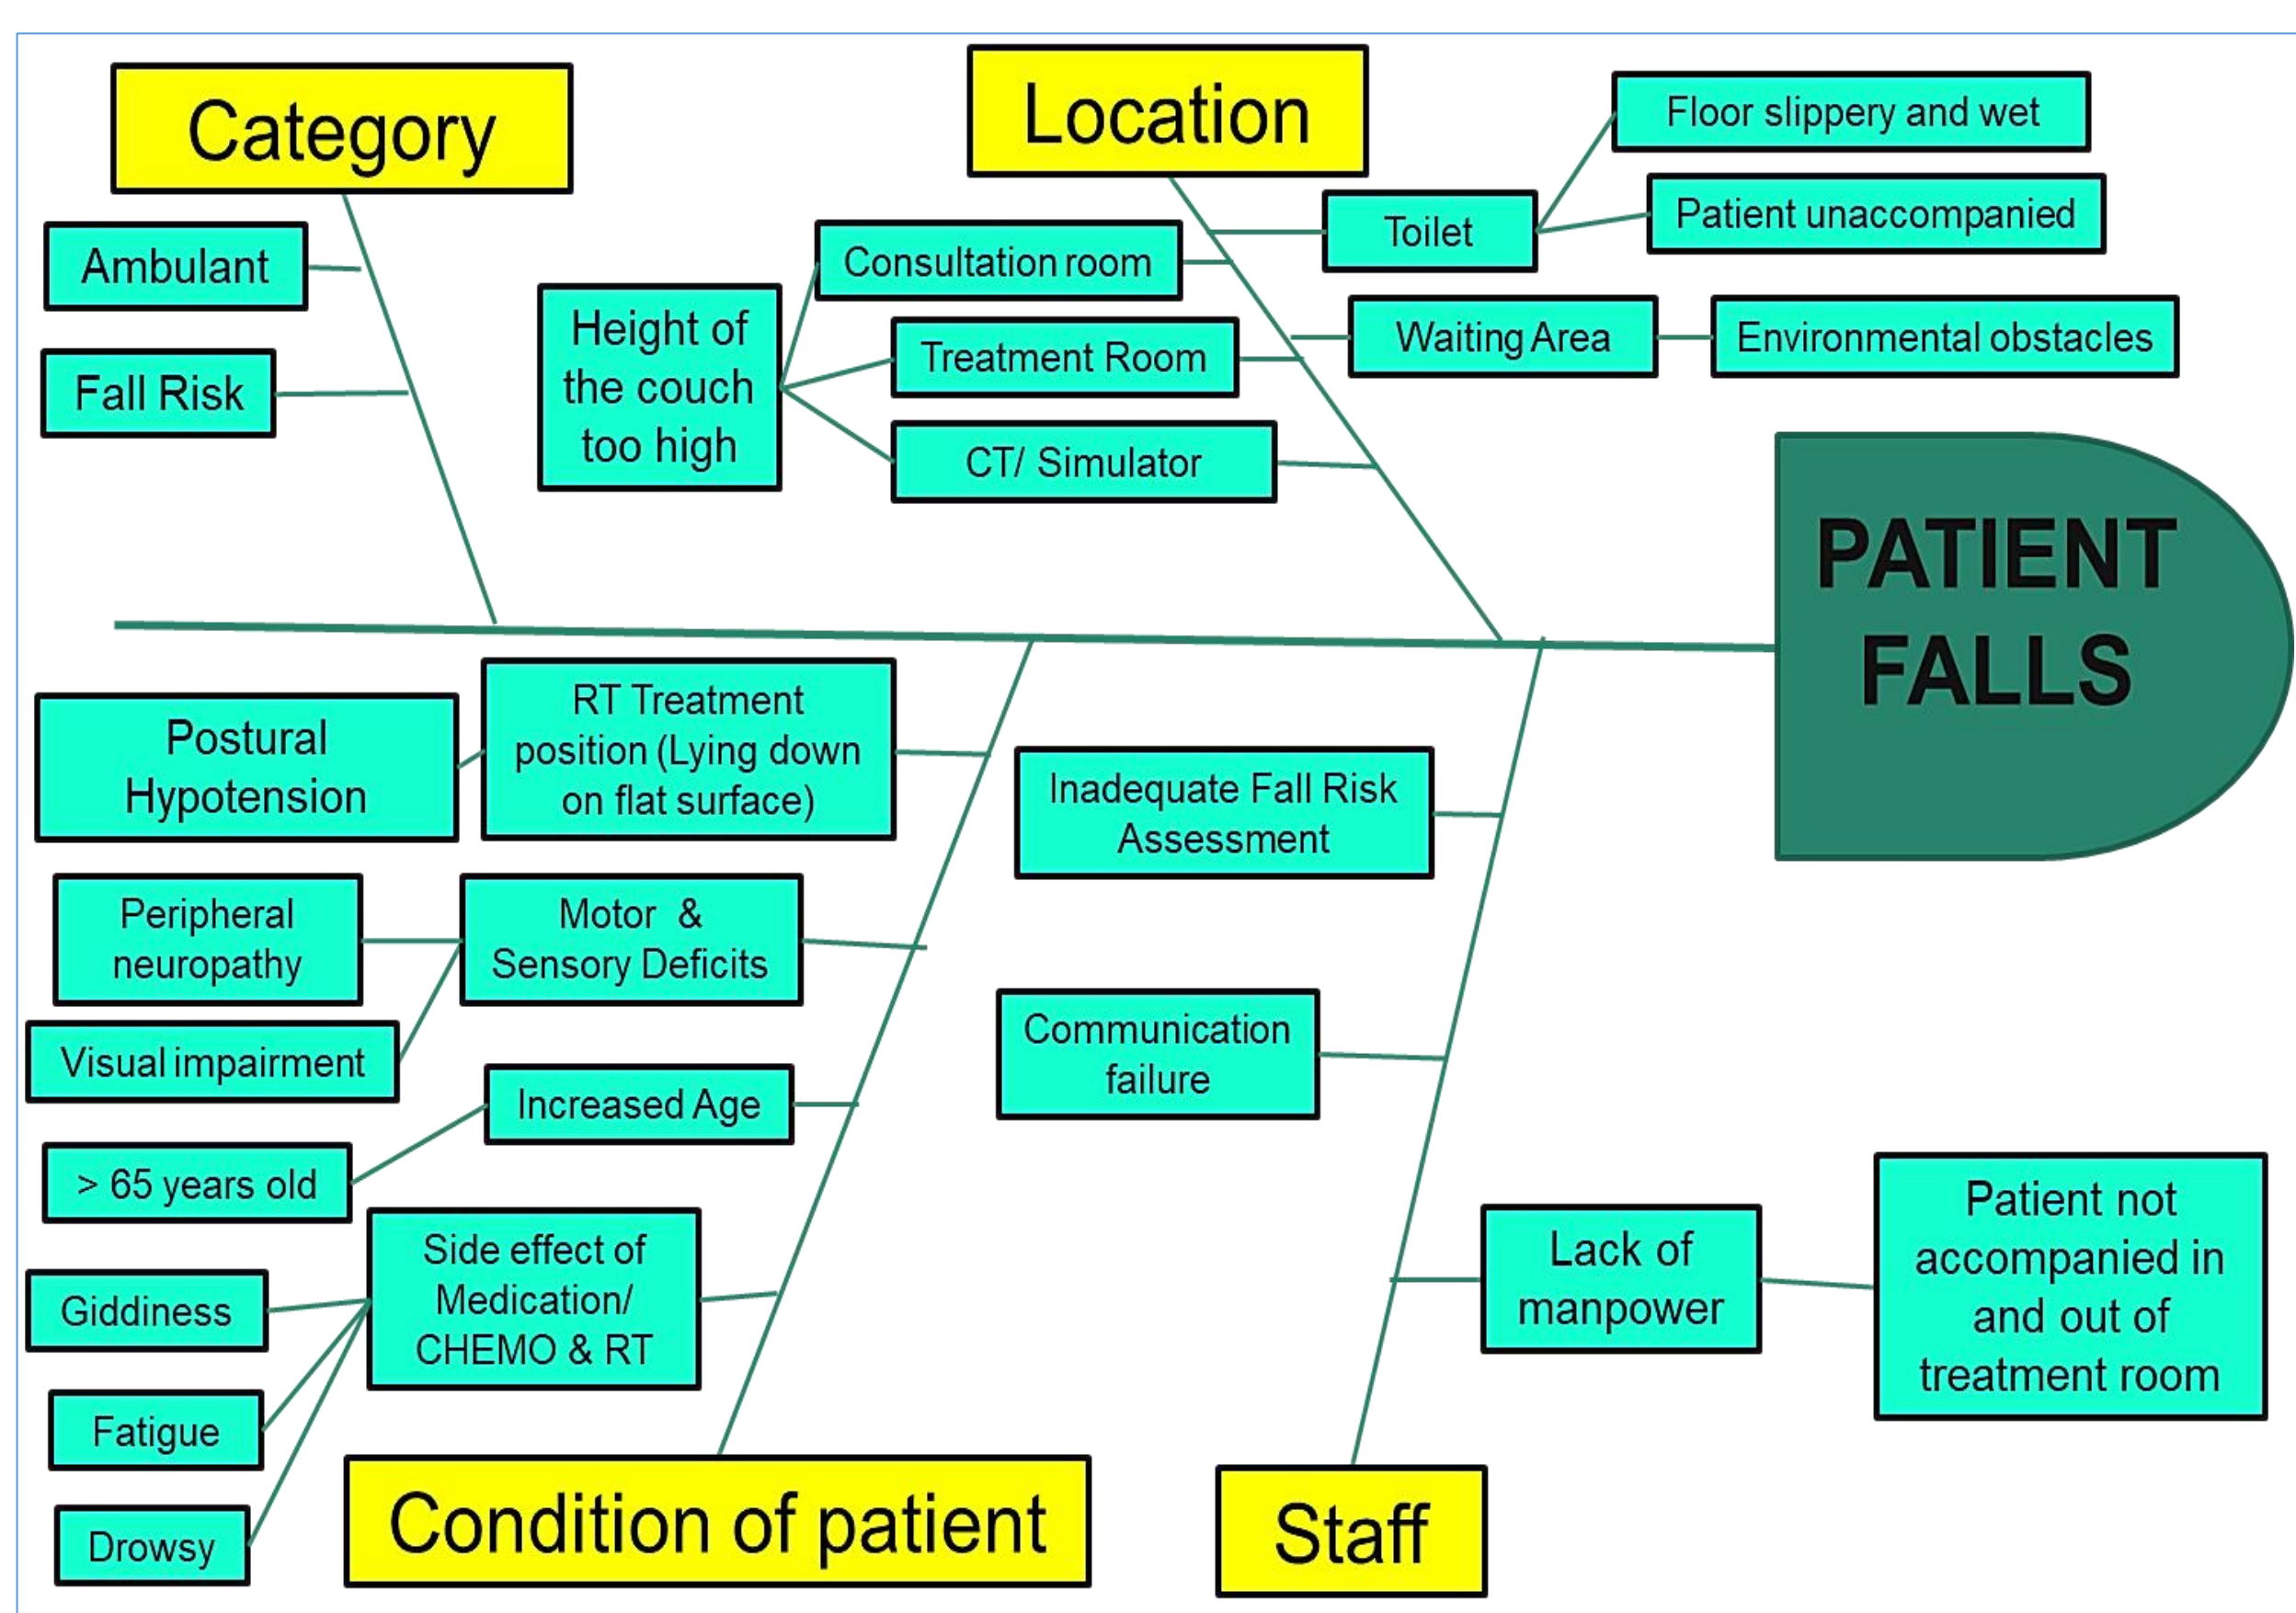 Category
Ambulant
Fall Risk
Location
Toilet
Floor slippery and wet
Patient unaccompanied
Consultation room
Treatment Room
CT/ Simulator
Height of
the couch
too high
Waiting Area
Environmental obstacles
PATIENT
FALLS
RT Treatment
position (Lying down
on flat surface)
Postural
Hypotension
Motor &
Sensory Deficits
Peripheral
neuropathy
Visual impairment
Increased Age
> 65 years old
Side effect of
Medication/
CHEMO & RT
Giddiness
Fatigue
Drowsy
Condition of patient
Inadequate Fall Risk
Assessment
Communication
failure
Lack of
manpower
Patient not
accompanied in
and out of
treatment room
Staff